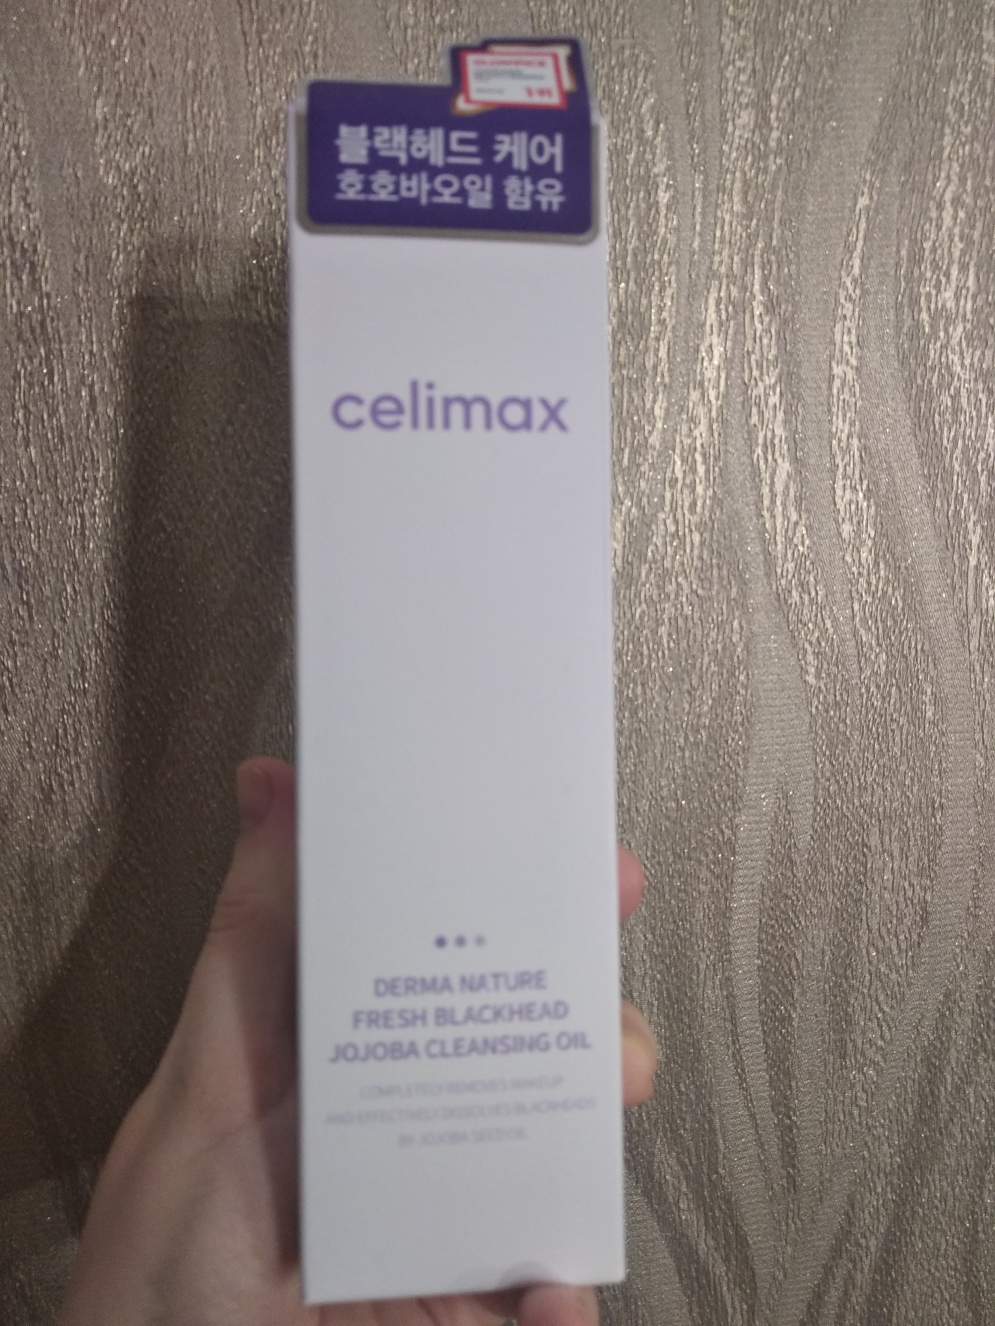 GLOWPICK
블랙헤드 케어
호호바오일 함유
celimax
DERMA NATURE
FRESH BLACKHEAD
JOJOBA CLEANSING OIL
COMPLETELY REMOVES MAKEUP
AND EFFECTIVELY DISSOLVES BLACKHEADS
BY JOJOBA SEED OIL